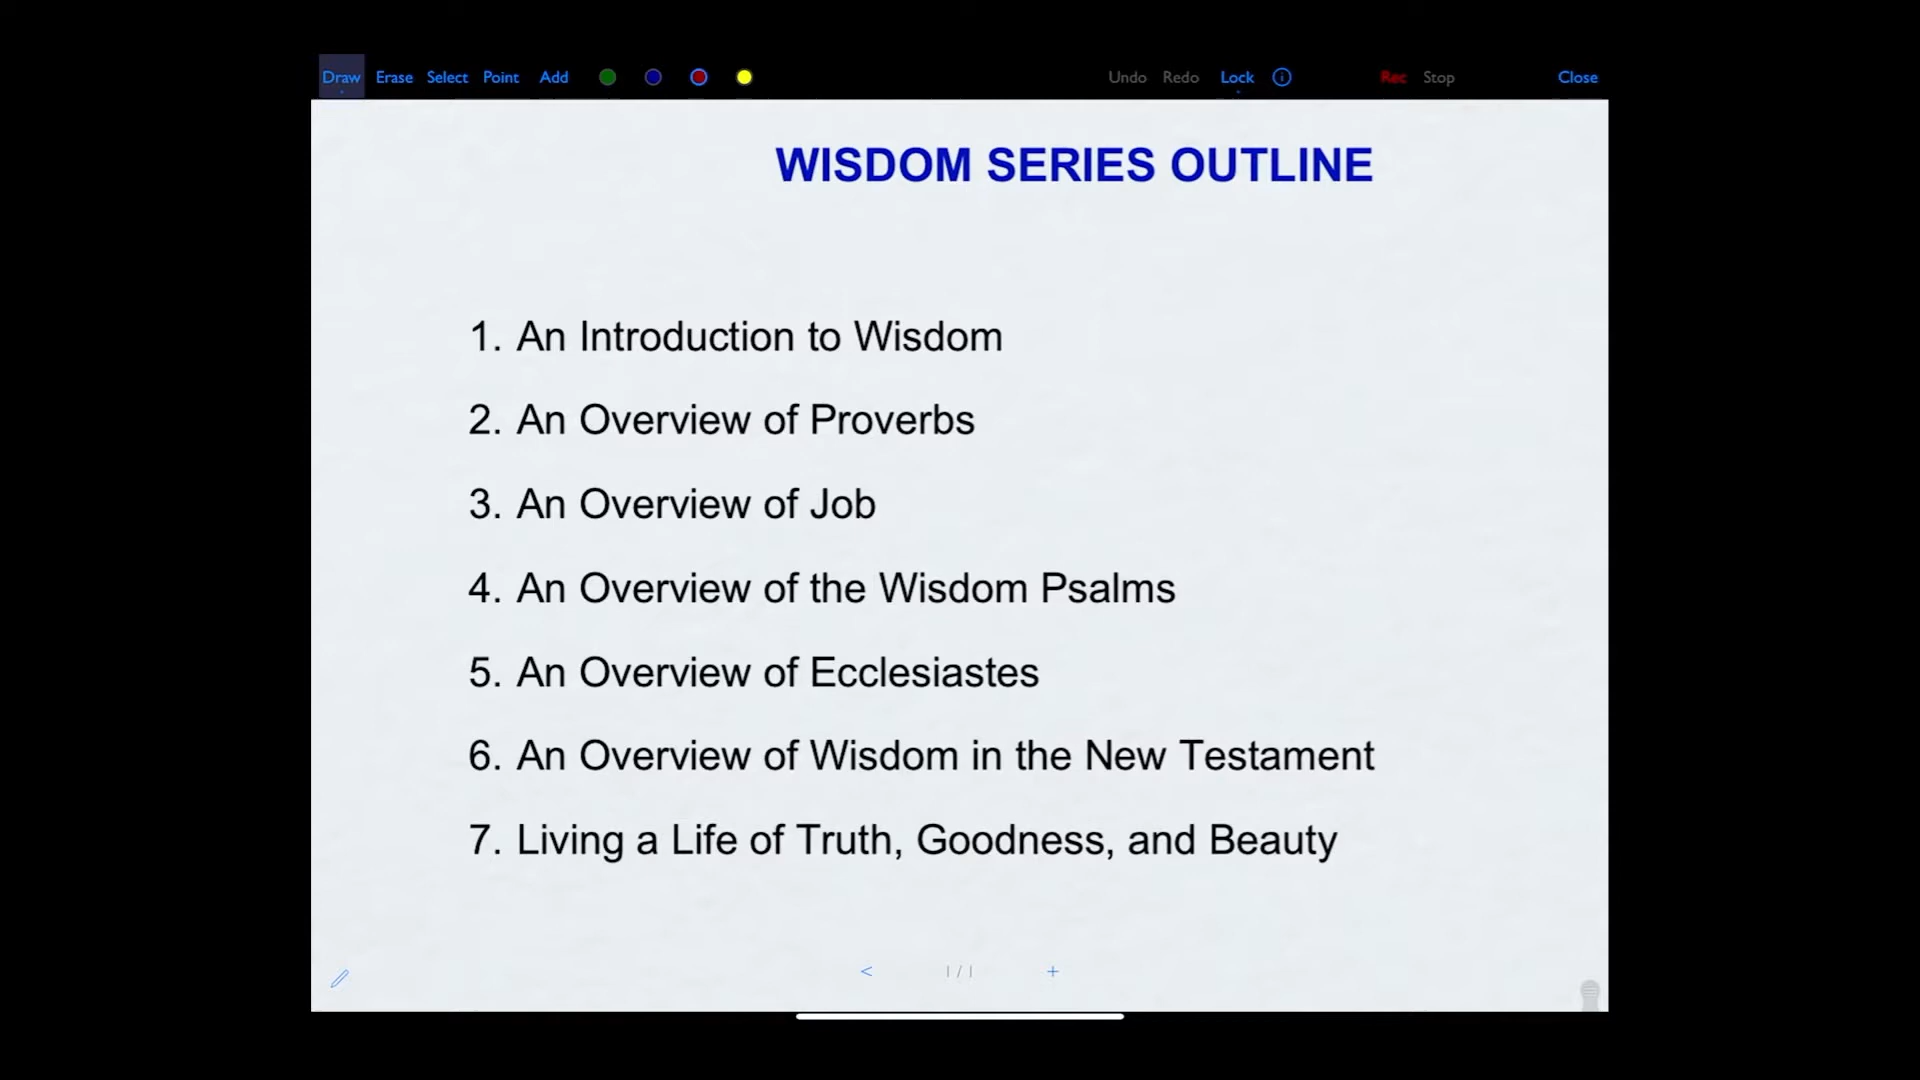 Draw Erase Select Point Add Undo Redo Lock Rec Stop Close
WISDOM SERIES OUTLINE
1. An Introduction to Wisdom
2. An Overview of Proverbs
3. An Overview of Job
4. An Overview of the Wisdom Psalms
5. An Overview of Ecclesiastes
6. An Overview of Wisdom in the New Testament
7. Living a Life of Truth, Goodness, and Beauty
< 1 / 1 +